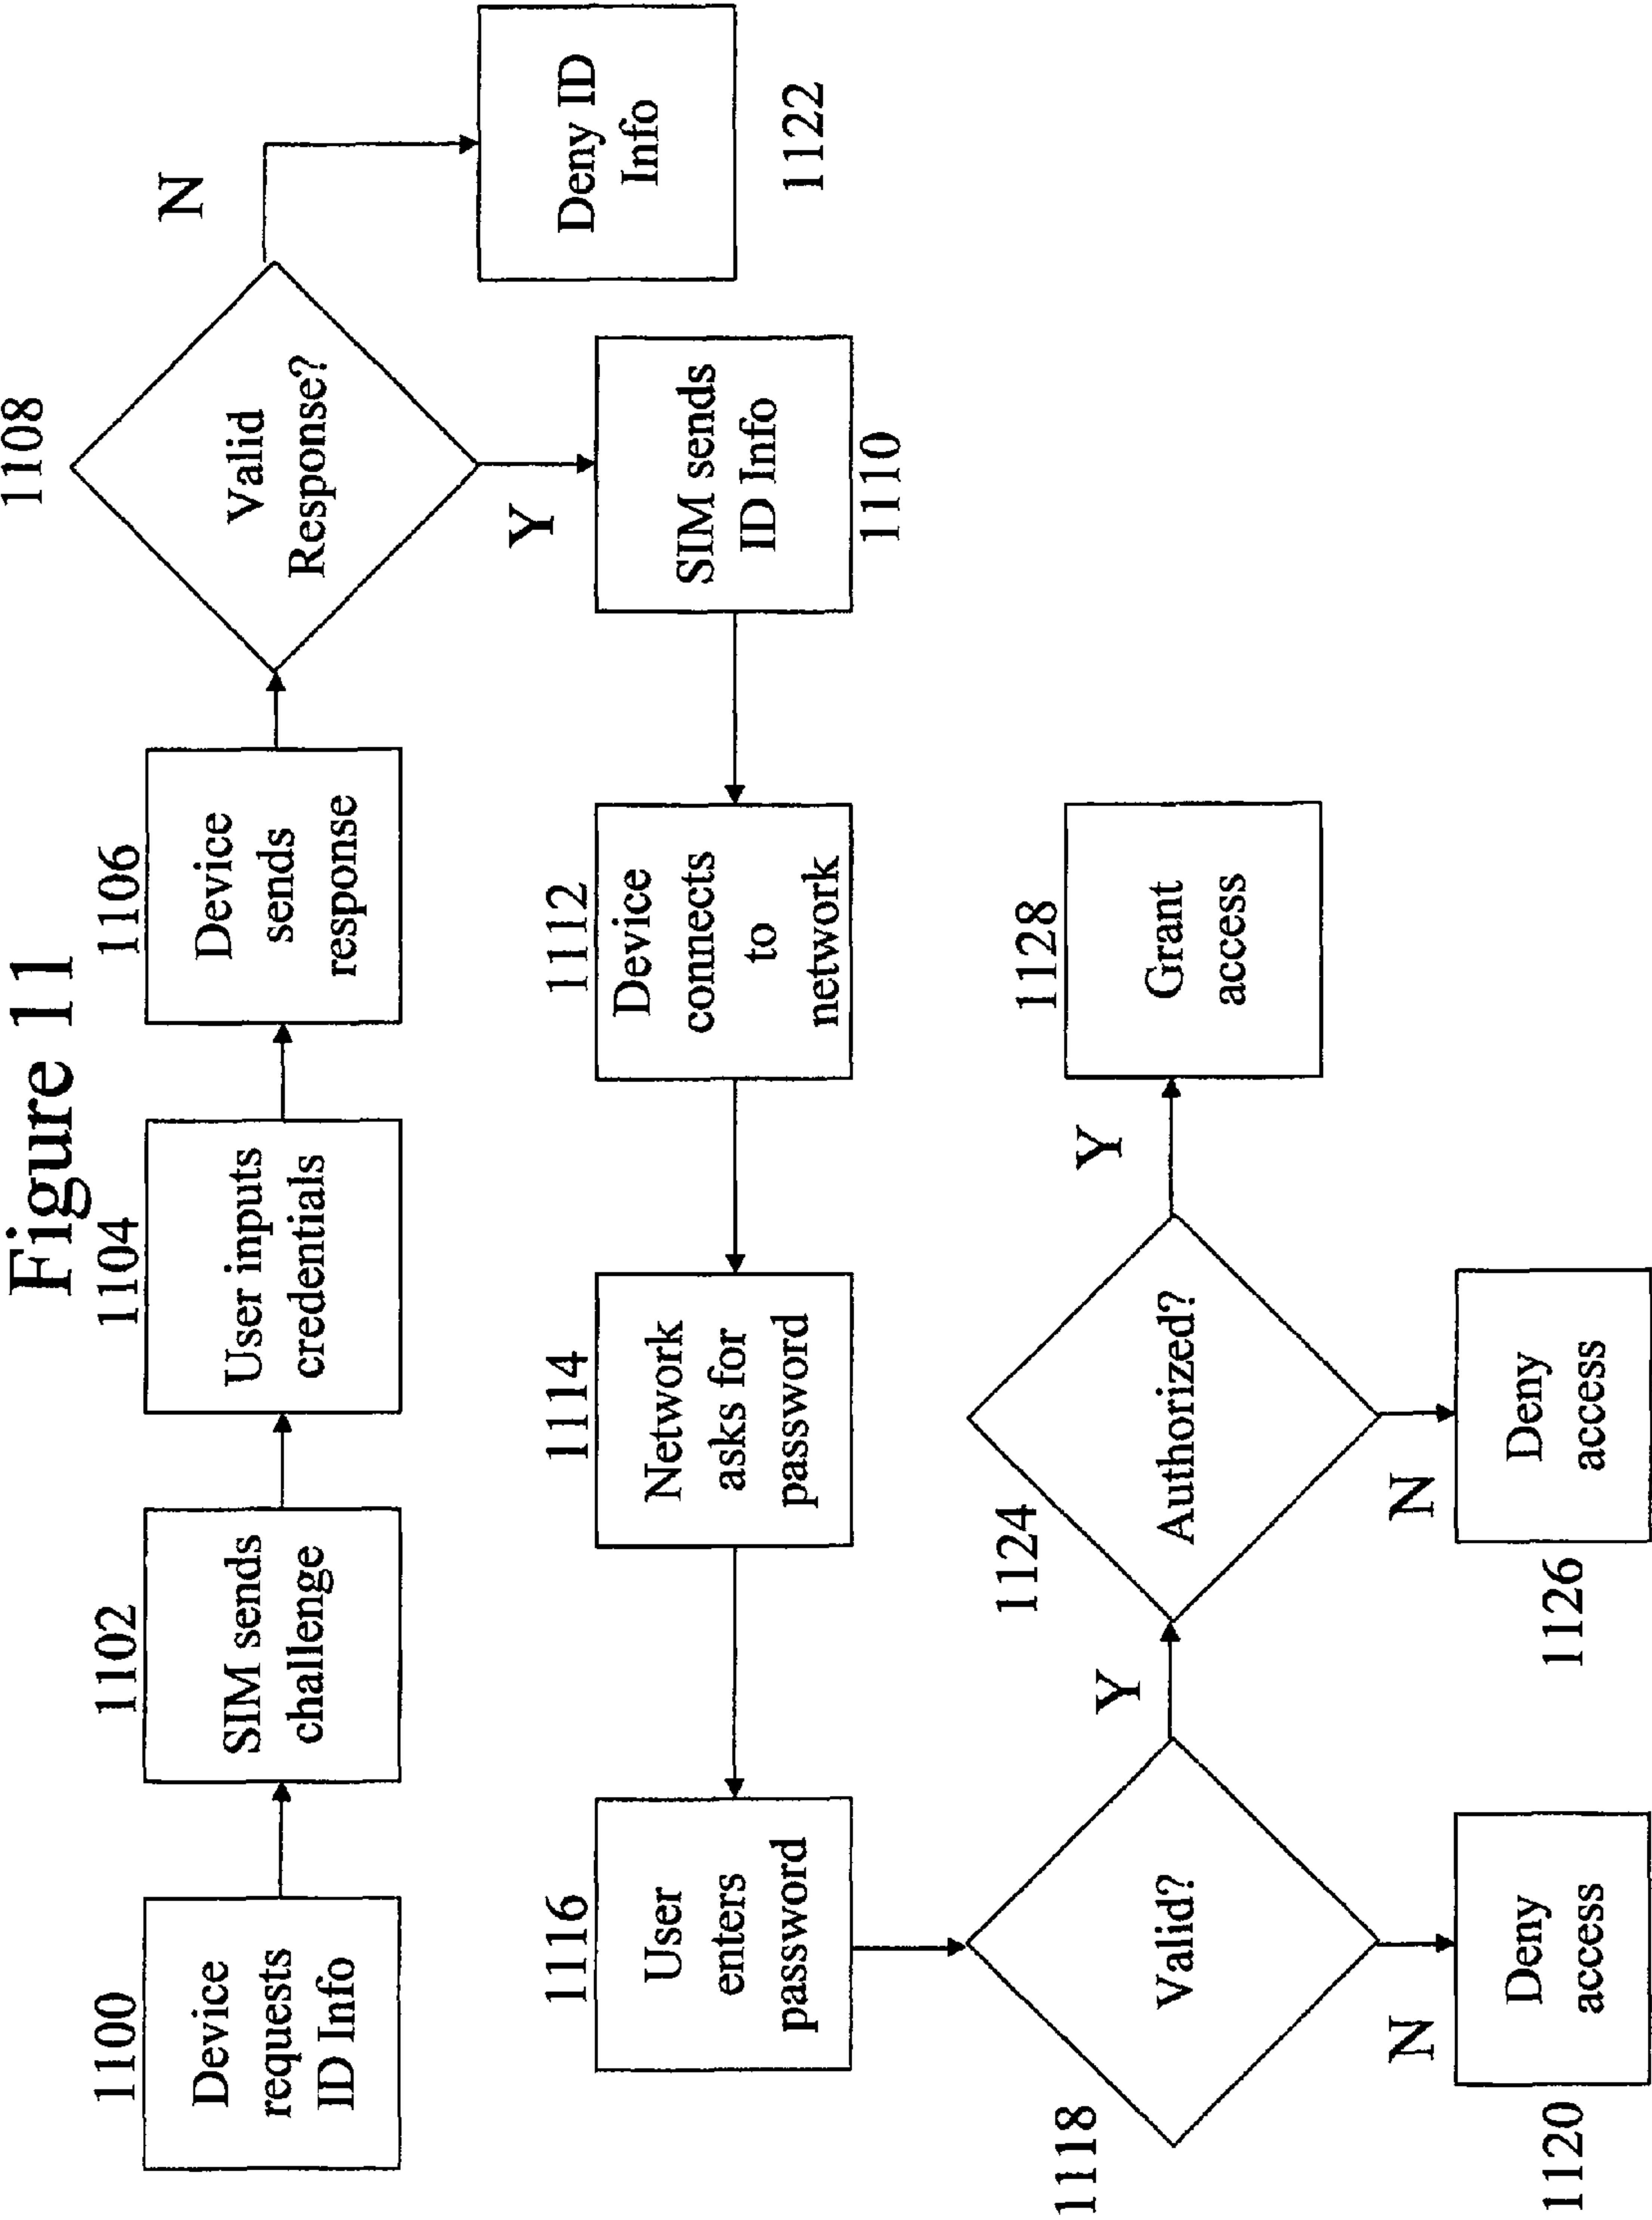 Figure 11
1100
Device
requests
ID Info
1102
SIM sends
challenge
1104
User inputs
credentials
1106
Device
sends
response
1108
Valid
Response?
N
Deny ID
Info
1122
Y
SIM sends
ID Info
1110
1112
Device
connects
to
network
1114
Network
asks for
password
1116
User
enters
password
1118
Valid?
N
Deny
access
1120
Y
1124
Authorized?
N
Deny
access
1126
Y
1128
Grant
access